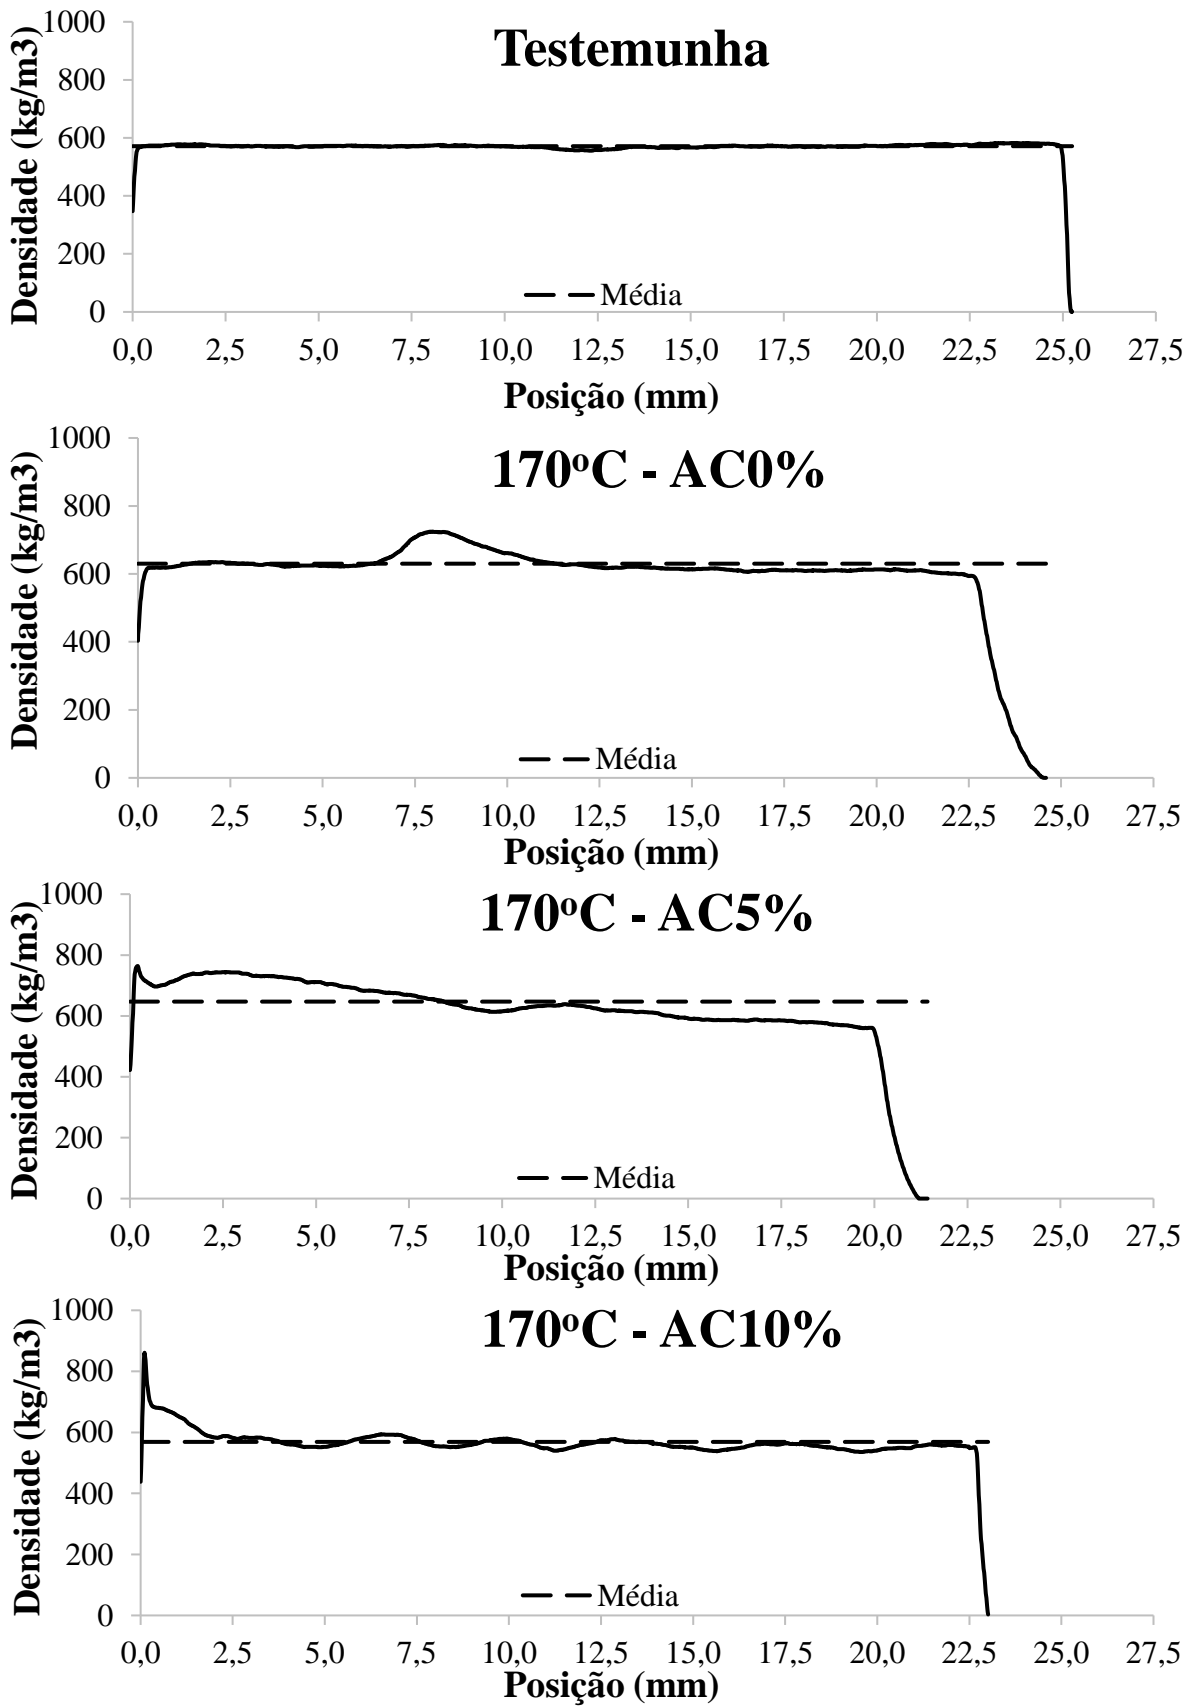 Testemunha
Densidade (kg/m3)
1000
800
600
400
200
0
Média
0,0 2,5 5,0 7,5 10,0 12,5 15,0 17,5 20,0 22,5 25,0 27,5
Posição (mm)
170ºC - AC0%
Densidade (kg/m3)
1000
800
600
400
200
0
Média
0,0 2,5 5,0 7,5 10,0 12,5 15,0 17,5 20,0 22,5 25,0 27,5
Posição (mm)
170ºC - AC5%
Densidade (kg/m3)
1000
800
600
400
200
0
Média
0,0 2,5 5,0 7,5 10,0 12,5 15,0 17,5 20,0 22,5 25,0 27,5
Posição (mm)
170ºC - AC10%
Densidade (kg/m3)
1000
800
600
400
200
0
Média
0,0 2,5 5,0 7,5 10,0 12,5 15,0 17,5 20,0 22,5 25,0 27,5
Posição (mm)